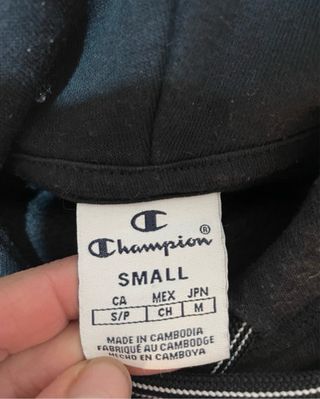 Champion®
SMALL
CA MEX JPN
S/P CH M
MADE IN CAMBODIA
FABRIQUÉ AU CAMBODGE
HECHO EN CAMBOYA